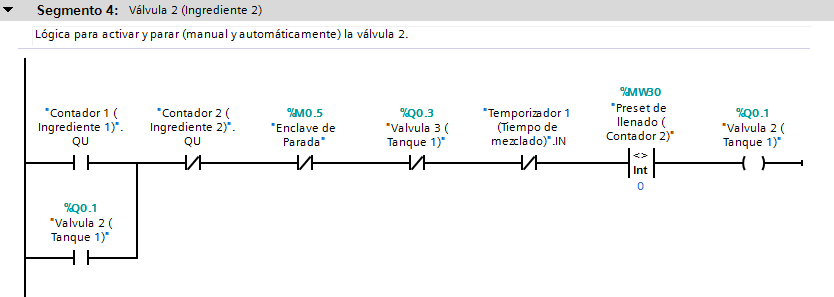 Segmento 4: Válvula 2 (Ingrediente 2)
Lógica para activar y parar (manual y automáticamente) la válvula 2.
"Contador 1 (
Ingrediente 1)".
QU
"Contador 2 (
Ingrediente 2)".
QU
%M0.5
"Enclave de
Parada"
%Q0.3
"Valvula 3 (
Tanque 1)"
"Temporizador 1
(Tiempo de
mezclado)".IN
%MW30
"Preset de
llenado (
Contador 2)"
<>
Int
0
%Q0.1
"Valvula 2 (
Tanque 1)"
%Q0.1
"Valvula 2 (
Tanque 1)"